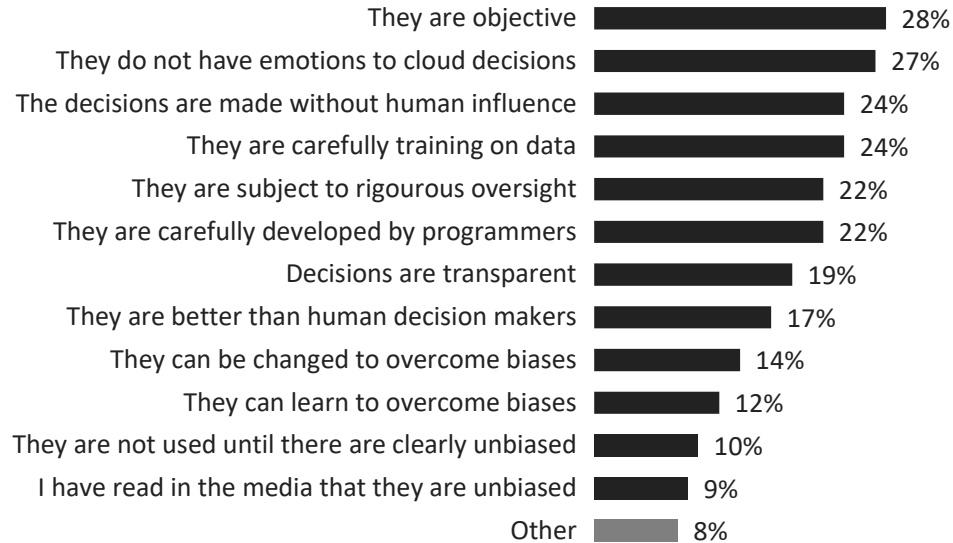 They are objective 28%
They do not have emotions to cloud decisions 27%
The decisions are made without human influence 24%
They are carefully training on data 24%
They are subject to rigourous oversight 22%
They are carefully developed by programmers 22%
Decisions are transparent 19%
They are better than human decision makers 17%
They can be changed to overcome biases 14%
They can learn to overcome biases 12%
They are not used until there are clearly unbiased 10%
I have read in the media that they are unbiased 9%
Other 8%